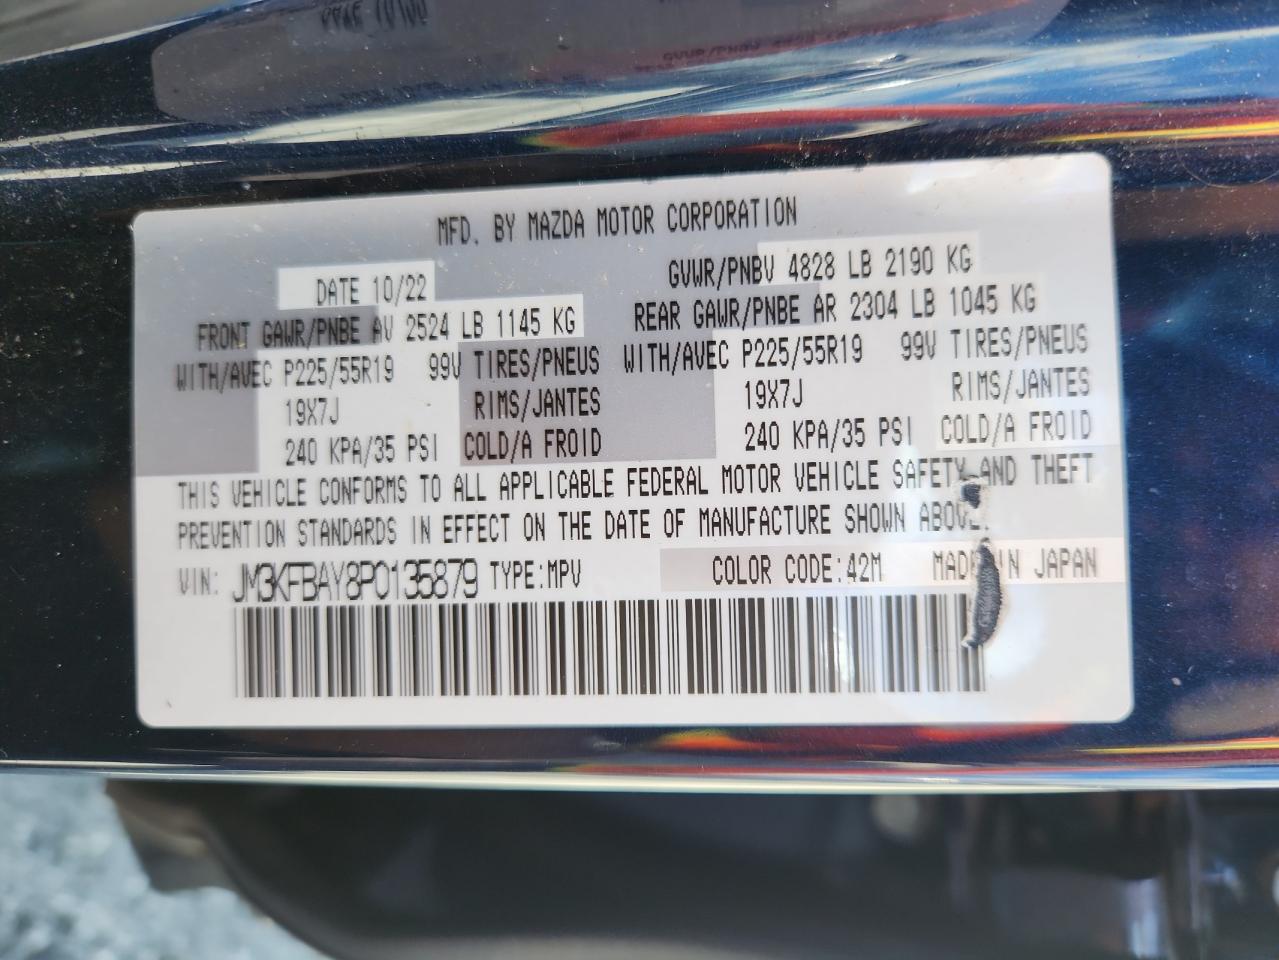 MFD. BY MAZDA MOTOR CORPORATION
DATE 10/22 GVWR/PNBV 4828 LB 2190 KG
FRONT GAWR/PNBE AV 2524 LB 1145 KG REAR GAWR/PNBE AR 2304 LB 1045 KG
WITH/AVEC P225/55R19 99V TIRES/PNEUS WITH/AVEC P225/55R19 99V TIRES/PNEUS
19X7J RIMS/JANTES 19X7J RIMS/JANTES
240 KPA/35 PSI COLD/A FROID 240 KPA/35 PSI COLD/A FROID
THIS VEHICLE CONFORMS TO ALL APPLICABLE FEDERAL MOTOR VEHICLE SAFETY AND THEFT
PREVENTION STANDARDS IN EFFECT ON THE DATE OF MANUFACTURE SHOWN ABOVE.
VIN: JM3KFBAY8P0135879 TYPE:MPV COLOR CODE:42M MADE IN JAPAN